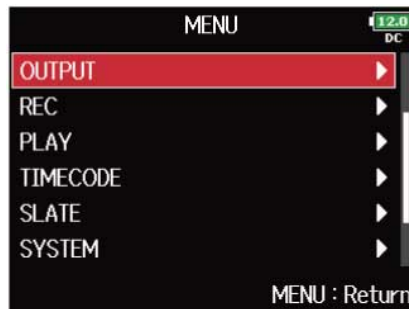 MENU
12.0
DC
OUTPUT
REC
PLAY
TIMECODE
SLATE
SYSTEM
MENU : Return